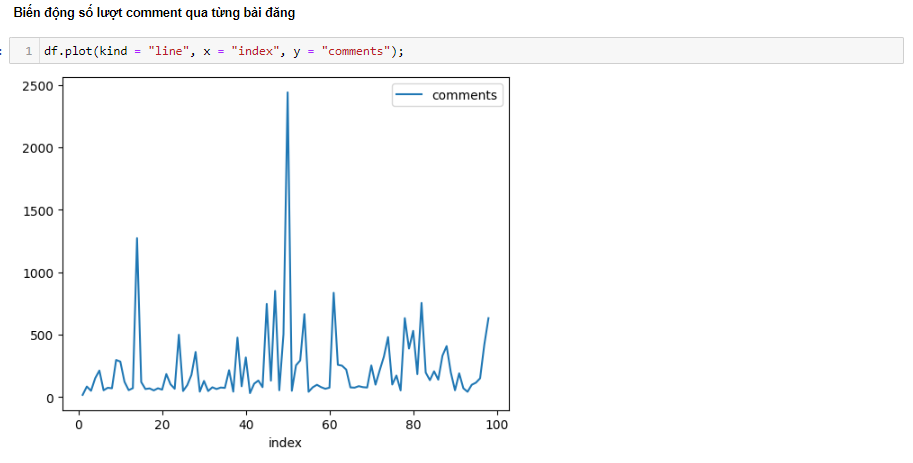 Biến động số lượt comment qua từng bài đăng
: 1 df.plot(kind = "line", x = "index", y = "comments");
2500
comments
2000
1500
1000
500
0
0 20 40 60 80 100
index